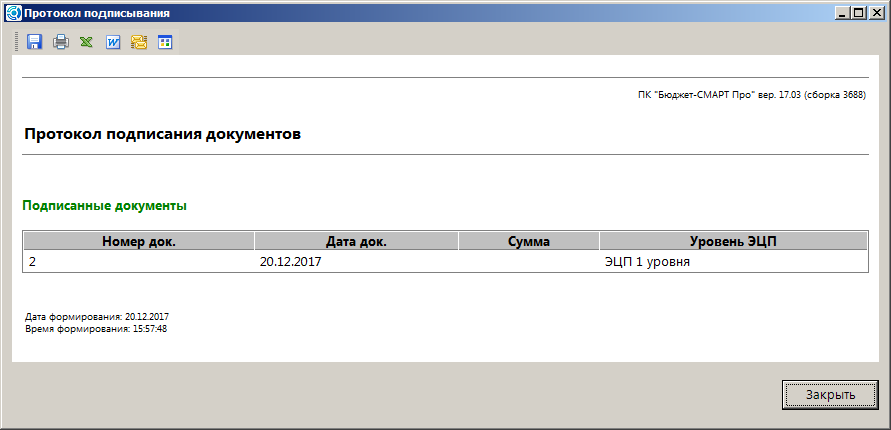 Протокол подписывания
ПК "Бюджет-СМАРТ Про" вер. 17.03 (сборка 3688)
Протокол подписания документов
Подписанные документы
Номер док. Дата док. Сумма Уровень ЭЦП
2 20.12.2017 ЭЦП 1 уровня
Дата формирования: 20.12.2017
Время формирования: 15:57:48
Закрыть